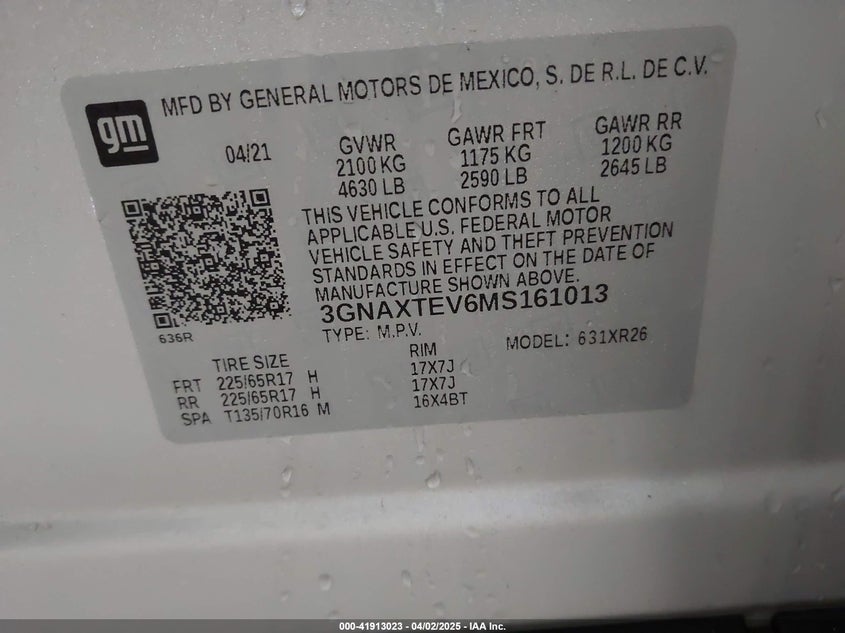 gm
MFD BY GENERAL MOTORS DE MEXICO, S. DE R.L. DE C.V.
04/21 GVWR GAWR FRT GAWR RR
2100 KG 1175 KG 1200 KG
4630 LB 2590 LB 2645 LB
THIS VEHICLE CONFORMS TO ALL
APPLICABLE U.S. FEDERAL MOTOR
VEHICLE SAFETY AND THEFT PREVENTION
STANDARDS IN EFFECT ON THE DATE OF
MANUFACTURE SHOWN ABOVE.
3GNAXTEV6MS161013
636R
TYPE: M.P.V. MODEL: 631XR26
TIRE SIZE RIM
FRT 225/65R17 H 17X7J
RR 225/65R17 H 17X7J
SPA T135/70R16 M 16X4BT
000-41913023 - 04/02/2025 - IAA Inc.